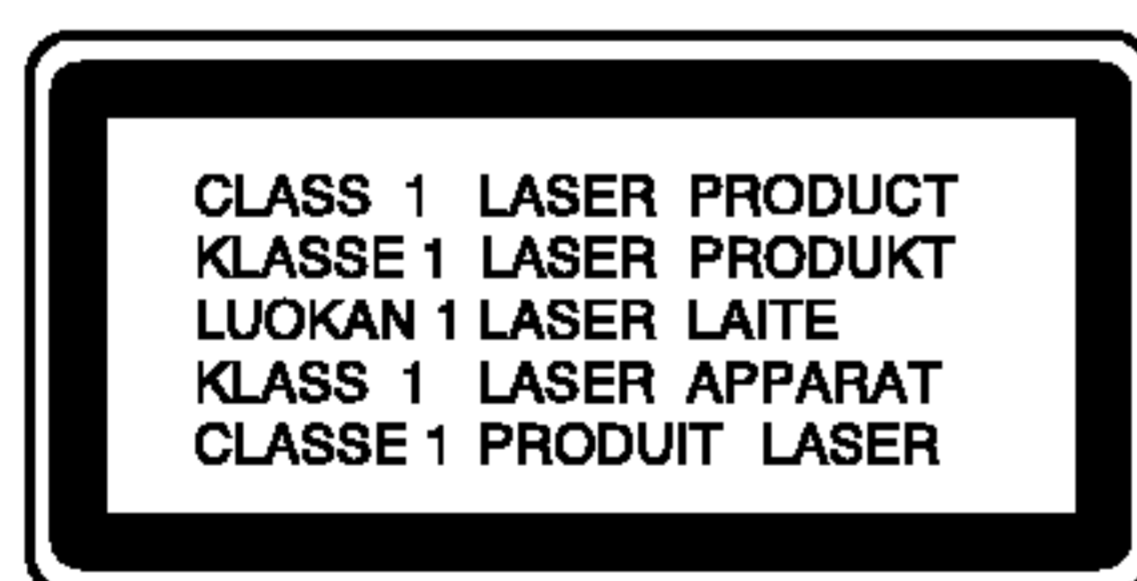 CLASS 1 LASER PRODUCT
KLASSE 1 LASER PRODUKT
LUOKAN 1 LASER LAITE
KLASS 1 LASER APPARAT
CLASSE 1 PRODUIT LASER